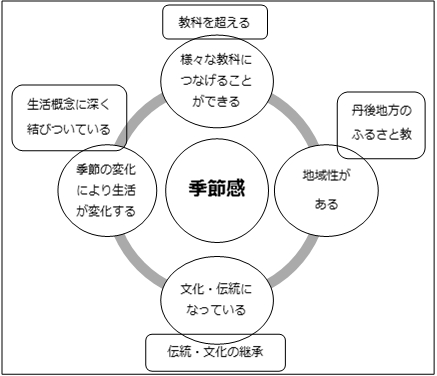 教科を超える
様々な教科に
つなげること
ができる
生活概念に深く
結びついている
丹後地方の
ふるさと教
季節の変化
により生活
が変化する
季節感
地域性が
ある
文化・伝統に
なっている
伝統・文化の継承